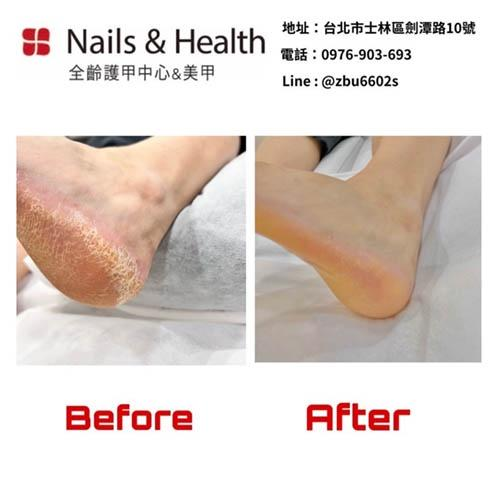 Nails & Health
全齡護甲中心&美甲
地址：台北市士林區劍潭路10號
電話：0976-903-693
Line : @zbu6602s
Before
After